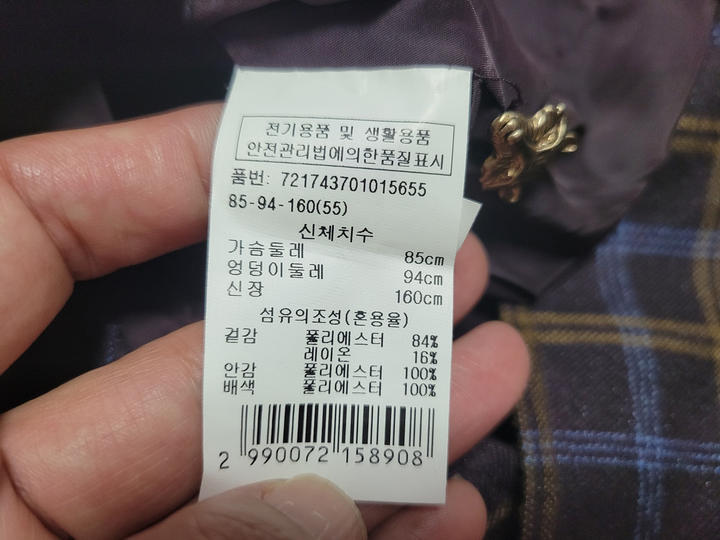 전기용품 및 생활용품
안전관리법에의한품질표시
품번: 721743701015655
85-94-160(55)
신체치수
가슴둘레 85cm
엉덩이둘레 94cm
신장 160cm
섬유의조성(혼용율)
겉감 폴리에스터 84%
레이온 16%
안감 폴리에스터 100%
배색 폴리에스터 100%
2 990072 158908